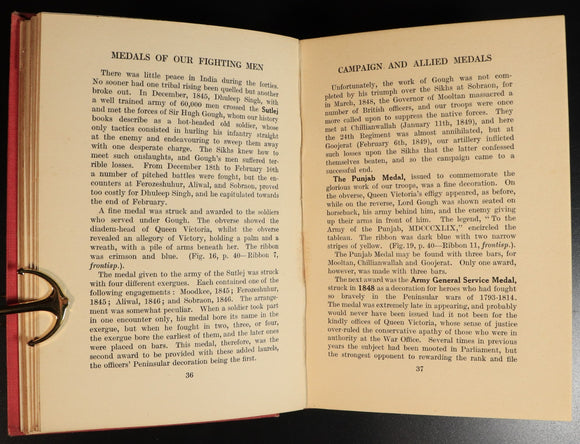 MEDALS OF OUR FIGHTING MEN
There was little peace in India during the forties.
No sooner had one tribal rising been quelled but another
broke out. In December, 1845, Dhuleep Singh, with
a well trained army of 60,000 men crossed the Sutlej
and met the forces of Sir Hugh Gough, whom our history
books describe as a hot-headed old soldier, whose
only tactics consisted in hurling his infantry straight
at the enemy and endeavouring to sweep them away
with one desperate charge. The Sikhs knew how to
meet such onslaughts, and Gough's men suffered ter-
rible losses. From December 18th to February 10th
a number of pitched battles were fought, but the en-
counters at Ferozeshuhur, Aliwal, and Sobraon, proved
too costly for Dhuleep Singh, and he capitulated towards
the end of February.
A fine medal was struck and awarded to the soldiers
who served under Gough. The obverse showed the
diadem-head of Queen Victoria, whilst the obverse
revealed an allegory of Victory, holding a palm and a
wreath, with a pile of arms beneath her. The ribbon
was crimson and blue. (Fig. 16, p. 40—Ribbon 7,
frontisp.).
The medal given to the army of the Sutlej was struck
with four different exergues. Each contained one of the
following engagements : Moodkee, 1845 ; Ferozeshuhur,
1845 ; Aliwal, 1846 ; and Sobraon, 1846. The arrange-
ment was somewhat peculiar. When a soldier took part
in one encounter only, his medal bore its name in the
exergue, but when he fought in two, three, or four,
the exergue bore the earliest of them, and the later ones
were placed on bars. This medal, therefore, was the
second award to be provided with these added laurels,
the officers' Peninsular decoration being the first.
36
CAMPAIGN AND ALLIED MEDALS
Unfortunately, the work of Gough was not com-
pleted by his triumph over the Sikhs at Sobraon, for
in March, 1848, the Governor of Mooltan massacred a
number of British officers, and our troops were once
more called upon to suppress the native forces. They
met at Chillianwallah (January 11th, 1849), and here
the 24th Regiment was almost annihilated, but at
Goojerat (February 6th, 1849), our artillery inflicted
such losses upon the Sikhs that the latter confessed
themselves beaten, and so the campaign came to a
successful end.
The Punjab Medal, issued to commemorate the
glorious work of our troops, was a fine decoration. On
the obverse, Queen Victoria's effigy appeared, as before,
while on the reverse, Lord Gough was shown seated on
horseback, his army behind him, and the enemy giving
up their arms in front of him. The legend, " To the
Army of the Punjab, MDCCCXLIX," encircled the
tableau. The ribbon was dark blue with two narrow
stripes of yellow. (Fig. 19, p. 40—Ribbon 11, frontisp.).
The Punjab Medal may be found with three bars, for
Mooltan, Chillianwallah and Goojerat. Only one award,
however, was made with three bars.
The next award was the Army General Service Medal,
struck in 1848 as a decoration for heroes who had fought
so bravely in the Peninsular wars of 1793-1814. The
medal was extremely late in appearing, and probably
would never have been issued had it not been for the
kindly offices of Queen Victoria, whose sense of justice
over-ruled the conservative apathy of those who were in
authority at the War Office. Several times in previous
years the subject had been mooted in Parliament, but
the strongest opponent to rewarding the rank and file
37